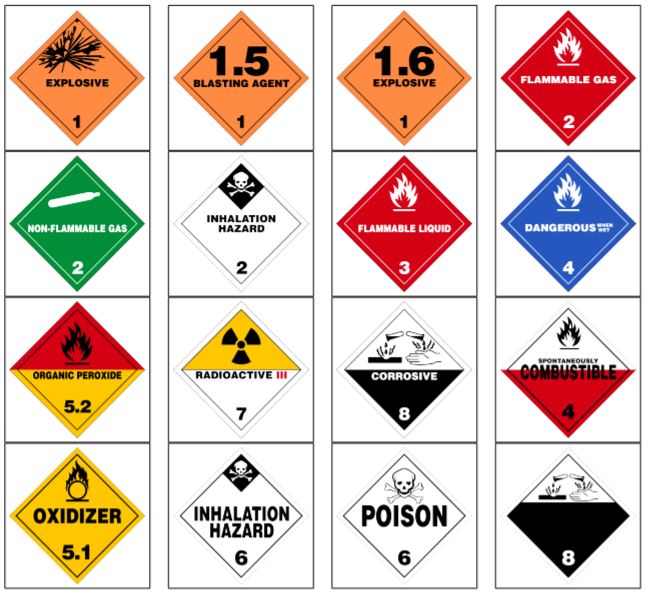 EXPLOSIVE
1
1.5
BLASTING AGENT
1
1.6
EXPLOSIVE
1
FLAMMABLE GAS
2
NON-FLAMMABLE GAS
2
INHALATION
HAZARD
2
FLAMMABLE LIQUID
3
DANGEROUS WHEN WET
4
ORGANIC PEROXIDE
5.2
RADIOACTIVE III
7
CORROSIVE
8
SPONTANEOUSLY
COMBUSTIBLE
4
OXIDIZER
5.1
INHALATION
HAZARD
6
POISON
6
8